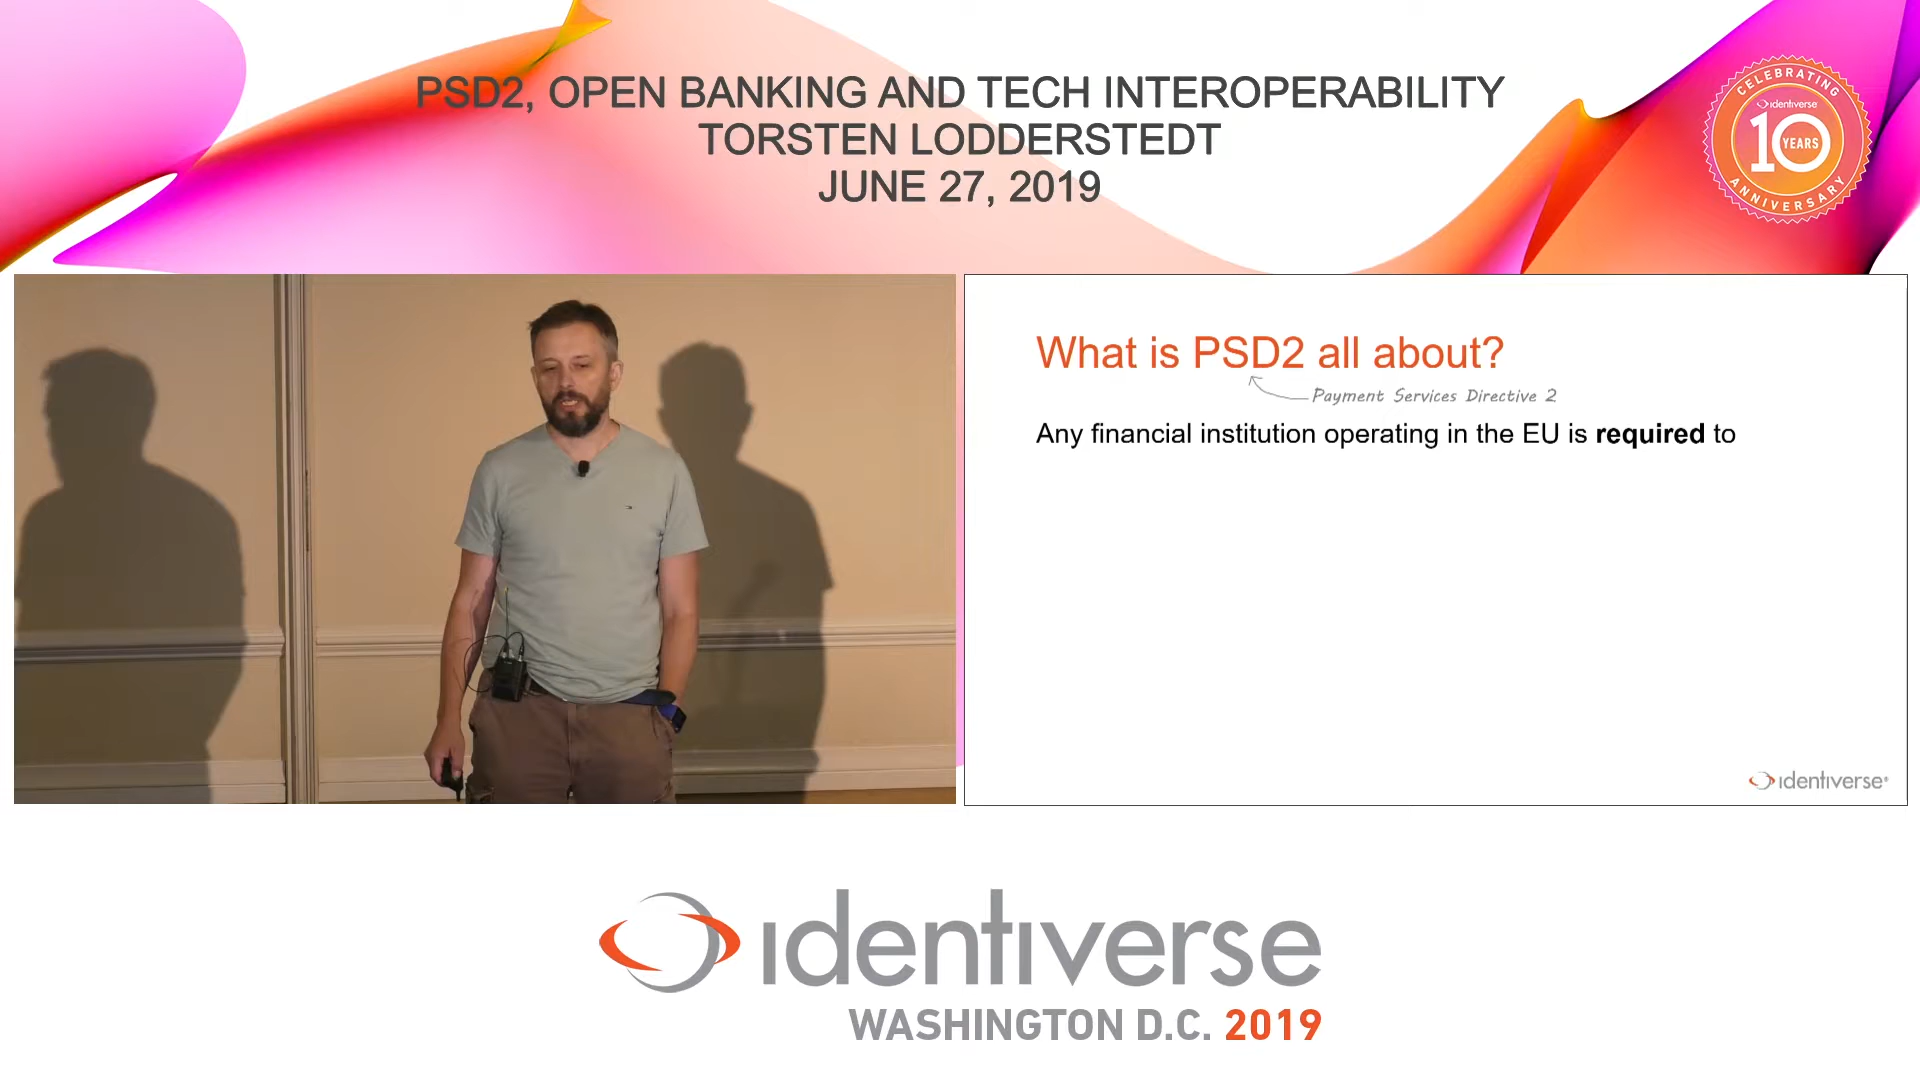 PSD2, OPEN BANKING AND TECH INTEROPERABILITY
TORSTEN LODDERSTEDT
JUNE 27, 2019
CELEBRATING
identiverse
10
YEARS
ANNIVERSARY
What is PSD2 all about?
Payment Services Directive 2
Any financial institution operating in the EU is required to
identiverse®
identiverse
WASHINGTON D.C. 2019